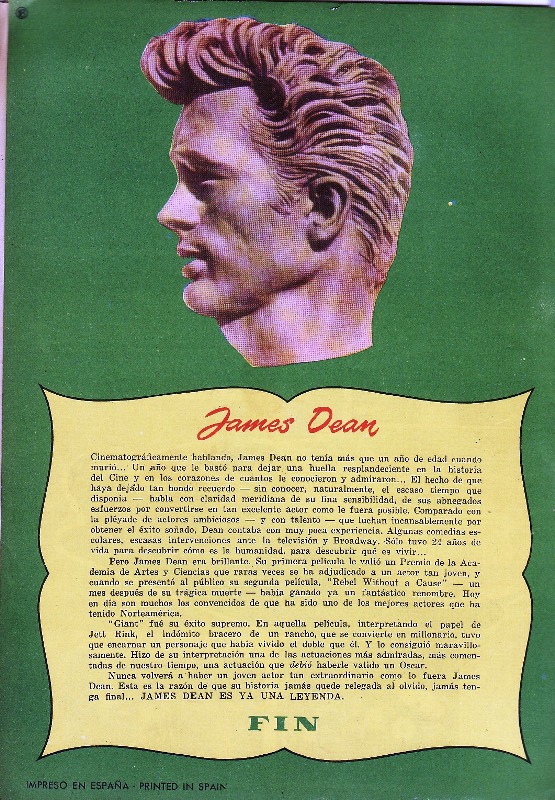 James Dean
Cinematográficamente hablando, James Dean no tenía más que un año de edad cuando
murió... Un año que le bastó para dejar una huella resplandeciente en la historia
del Cine y en los corazones de cuantos le conocieron y admiraron... El hecho de que
haya dejado tan hondo recuerdo — sin conocer, naturalmente, el escaso tiempo que
disponía — habla con claridad meridiana de su fina sensibilidad, de sus abnegados
esfuerzos por convertirse en tan excelente actor como le fuera posible. Comparado con
la pléyade de actores ambiciosos — y con talento — que luchan incansablemente por
obtener el éxito soñado, Dean contaba con muy poca experiencia. Algunas comedias es-
colares, escasas intervenciones ante la televisión y Broadway. Sólo tuvo 24 años de
vida para descubrir cómo es la humanidad, para descubrir qué es vivir...
Pero James Dean era brillante. Su primera película le valió un Premio de la Aca-
demia de Artes y Ciencias que raras veces se ha adjudicado a un actor tan joven, y
cuando se presentó al público su segunda película, "Rebel Without a Cause" — un
mes después de su trágica muerte — había ganado ya un fantástico renombre. Hoy
en día son muchos los convencidos de que ha sido uno de los mejores actores que ha
tenido Norteamérica.
"Giant" fué su éxito supremo. En aquella película, interpretando el papel de
Jett Rink, el indómito bracero de un rancho, que se convierte en millonario, tuvo
que encarnar un personaje que había vivido el doble que él. Y lo consiguió maravillo-
samente. Hizo de su interpretación una de las actuaciones más admiradas, más comen-
tadas de nuestro tiempo, una actuación que debió haberle valido un Oscar.
Nunca volverá a haber un joven actor tan extraordinario como lo fuera James
Dean. Esta es la razón de que su historia jamás quede relegada al olvido, jamás ten-
ga final... JAMES DEAN ES YA UNA LEYENDA.
FIN
IMPRESO EN ESPAÑA - PRINTED IN SPAIN